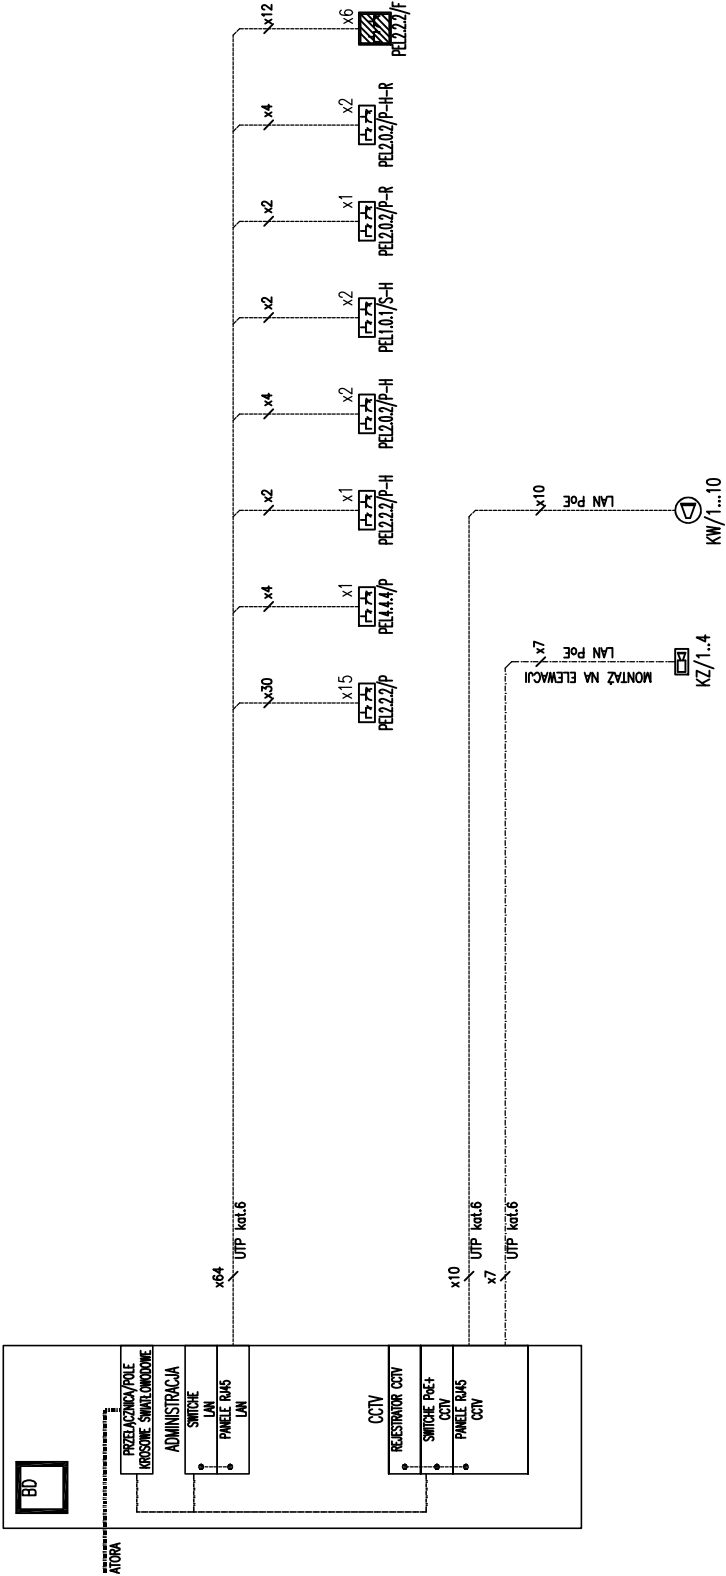 x12
x6
PEL2.2.2/F
x4
x2
PEL2.0.2/P-H-R
x2
x1
PEL2.0.2/P-R
x2
x2
PEL1.0.1/S-H
x4
x2
PEL2.0.2/P-H
x2
x1
PEL2.2.2/P-H
x4
x1
PEL4.4.4/P
x30
x15
PEL2.2.2/P
x10
LAN PoE
KW/1...10
x7
LAN PoE
MONTAŻ NA ELEWACJI
KZ/1..4
x64
UTP kat.6
x10
UTP kat.6
x7
UTP kat.6
BD
ATORA
PRZEŁĄCZNICA/POLE
KROSOWE ŚWIATŁOWODOWE
ADMINISTRACJA
SWITCHE
LAN
PANELE RJ45
LAN
CCTV
REJESTRATOR CCTV
SWITCHE PoE+
CCTV
PANELE RJ45
CCTV